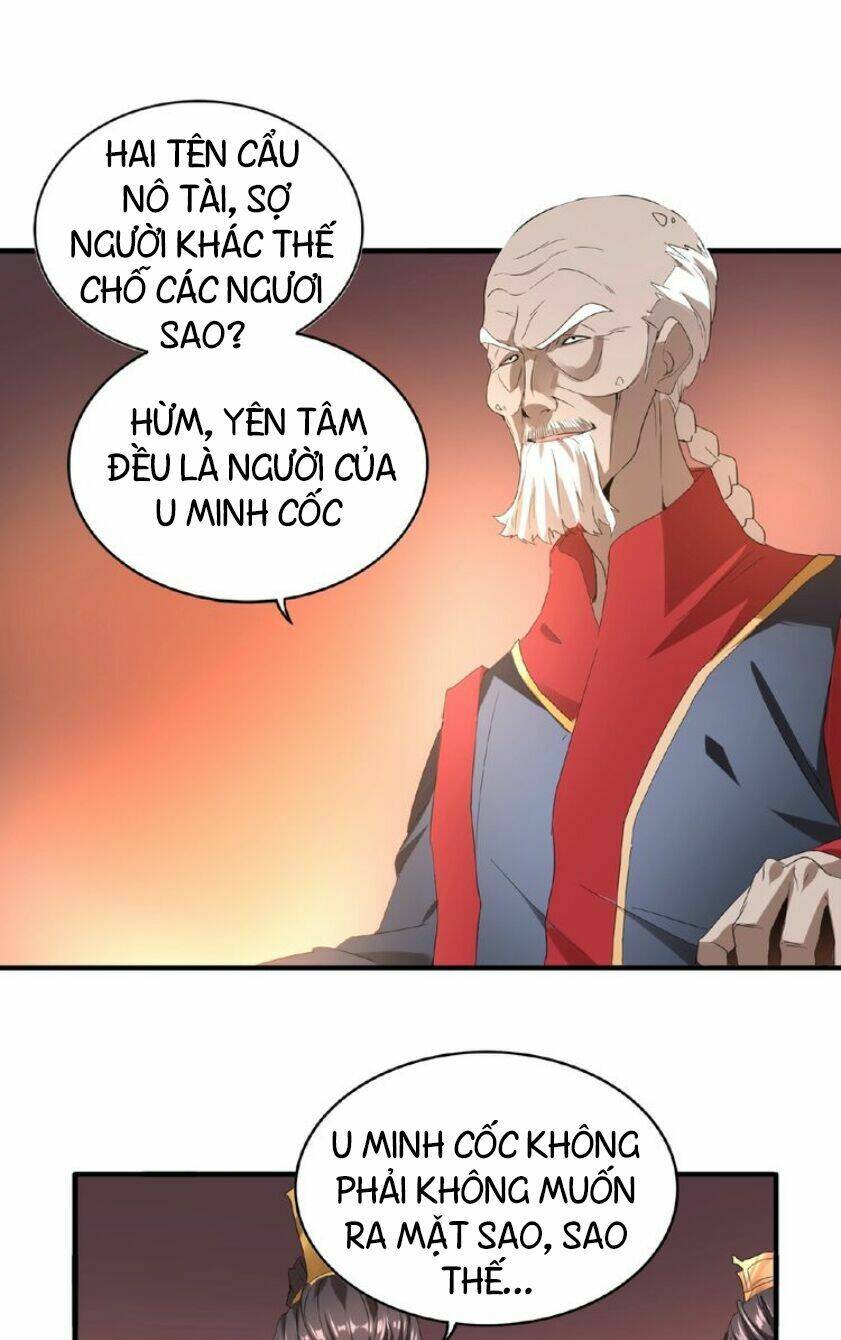 HAI TÊN CẨU
NÔ TÀI, SỢ
NGƯỜI KHÁC THẾ
CHỖ CÁC NGƯƠI
SAO?
HỪM, YÊN TÂM
ĐỀU LÀ NGƯỜI CỦA
U MINH CỐC
U MINH CỐC KHÔNG
PHẢI KHÔNG MUỐN
RA MẶT SAO, SAO
THẾ...